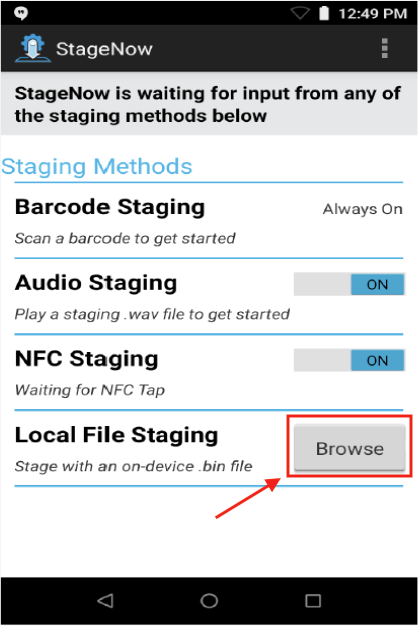 12:49 PM
StageNow
StageNow is waiting for input from any of
the staging methods below
Staging Methods
Barcode Staging
Always On
Scan a barcode to get started
Audio Staging
ON
Play a staging .wav file to get started
NFC Staging
ON
Waiting for NFC Tap
Local File Staging
Browse
Stage with an on-device .bin file